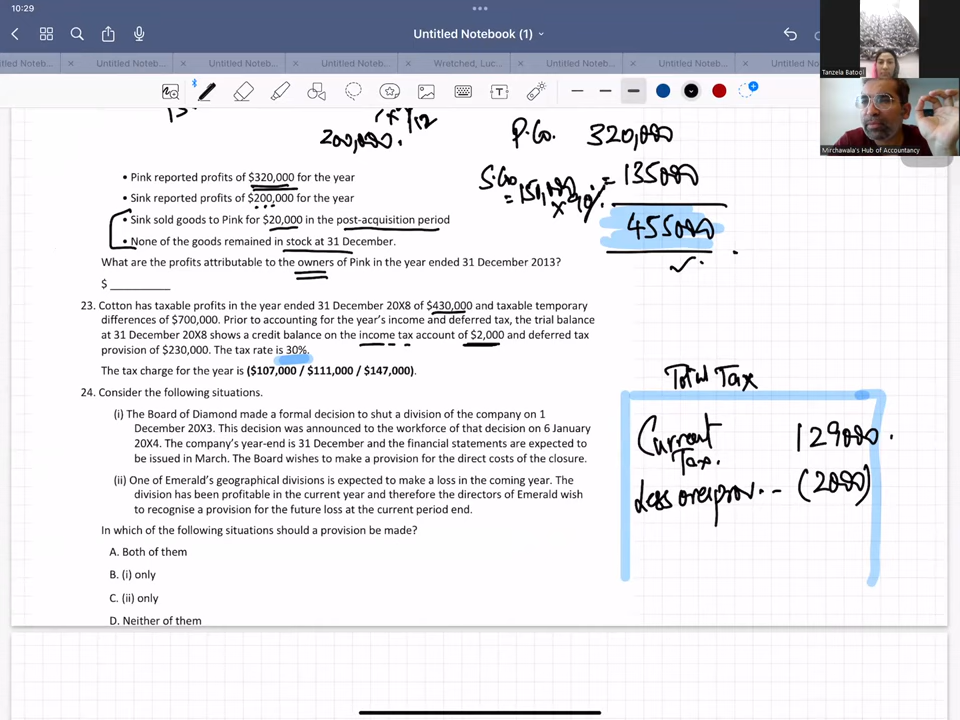 10:29
Untitled Notebook (1)
Untitled Noteb...
Untitled Noteb...
Untitled Noteb...
Wretched, Luc...
Untitled Notebo...
Untitled Noteb...
Tanzela Batool
Mirchawala's Hub of Accountancy
200,000.
P.Co. 320,000
S.Co = 135000
455000
• Pink reported profits of $320,000 for the year
• Sink reported profits of $200,000 for the year
• Sink sold goods to Pink for $20,000 in the post-acquisition period
• None of the goods remained in stock at 31 December.
What are the profits attributable to the owners of Pink in the year ended 31 December 2013?
$ __________
23. Cotton has taxable profits in the year ended 31 December 20X8 of $430,000 and taxable temporary
differences of $700,000. Prior to accounting for the year's income and deferred tax, the trial balance
at 31 December 20X8 shows a credit balance on the income tax account of $2,000 and deferred tax
provision of $230,000. The tax rate is 30%.
The tax charge for the year is ($107,000 / $111,000 / $147,000).
24. Consider the following situations.
(i) The Board of Diamond made a formal decision to shut a division of the company on 1
December 20X3. This decision was announced to the workforce of that decision on 6 January
20X4. The company's year-end is 31 December and the financial statements are expected to
be issued in March. The Board wishes to make a provision for the direct costs of the closure.
(ii) One of Emerald's geographical divisions is expected to make a loss in the coming year. The
division has been profitable in the current year and therefore the directors of Emerald wish
to recognise a provision for the future loss at the current period end.
In which of the following situations should a provision be made?
A. Both of them
B. (i) only
C. (ii) only
D. Neither of them
Total Tax
Current Tax. 129000.
Less overprov. - (2000)